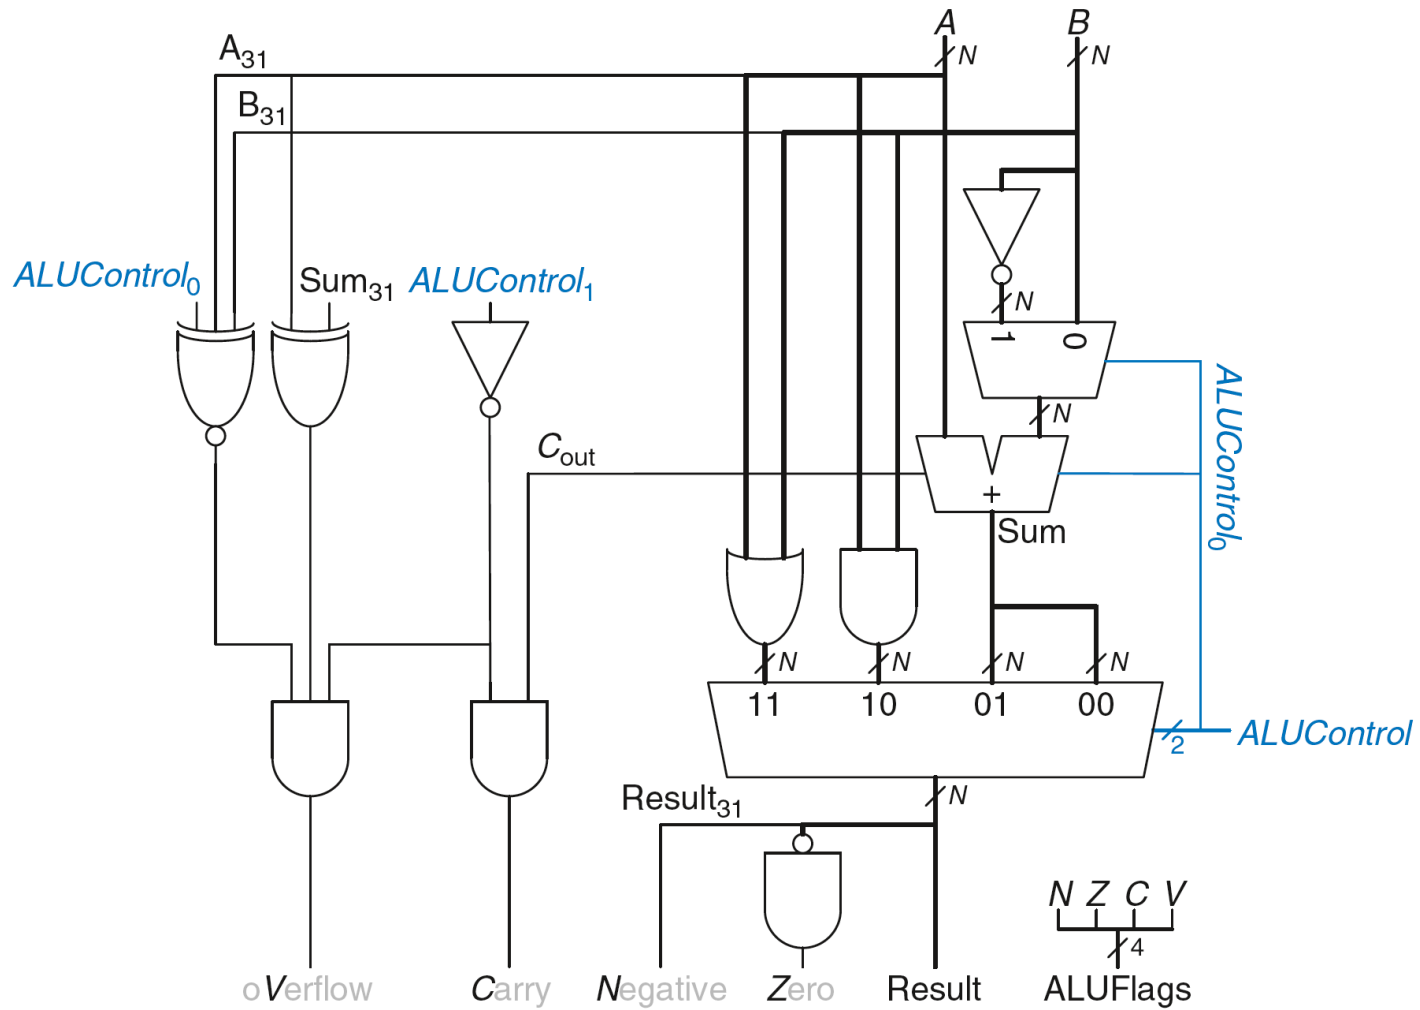 A B
A31 N N
B31
ALUControl0 Sum31 ALUControl1
N
1 0
N
ALUControl0
Cout
+
Sum
N N N N
11 10 01 00
2 ALUControl
Result31 N
N Z C V
4
oVerflow Carry Negative Zero Result ALUFlags